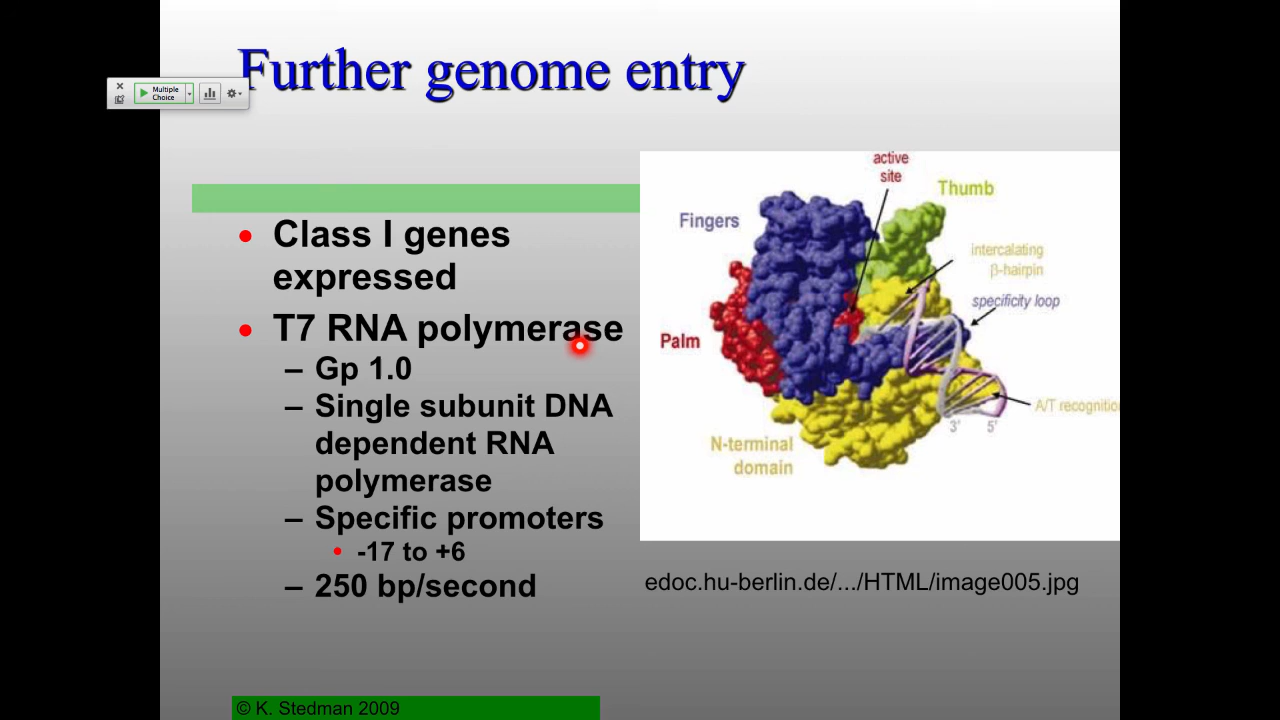 Further genome entry
Multiple
Choice
• Class I genes
expressed
• T7 RNA polymerase
– Gp 1.0
– Single subunit DNA
dependent RNA
polymerase
– Specific promoters
• -17 to +6
– 250 bp/second
active
site
Thumb
Fingers
intercalating
β-hairpin
specificity loop
Palm
A/T recognitio
3' 5'
N-terminal
domain
edoc.hu-berlin.de/.../HTML/image005.jpg
© K. Stedman 2009